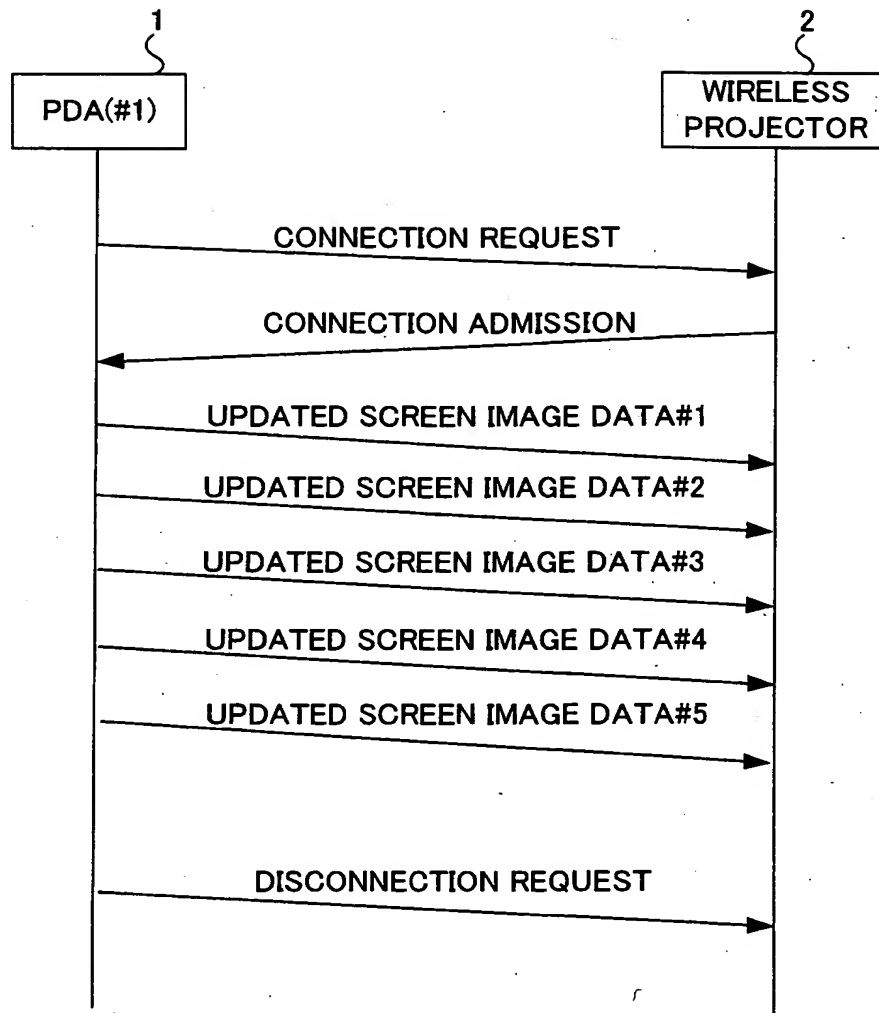 1
2
PDA(#1)
WIRELESS
PROJECTOR
CONNECTION REQUEST
CONNECTION ADMISSION
UPDATED SCREEN IMAGE DATA#1
UPDATED SCREEN IMAGE DATA#2
UPDATED SCREEN IMAGE DATA#3
UPDATED SCREEN IMAGE DATA#4
UPDATED SCREEN IMAGE DATA#5
DISCONNECTION REQUEST